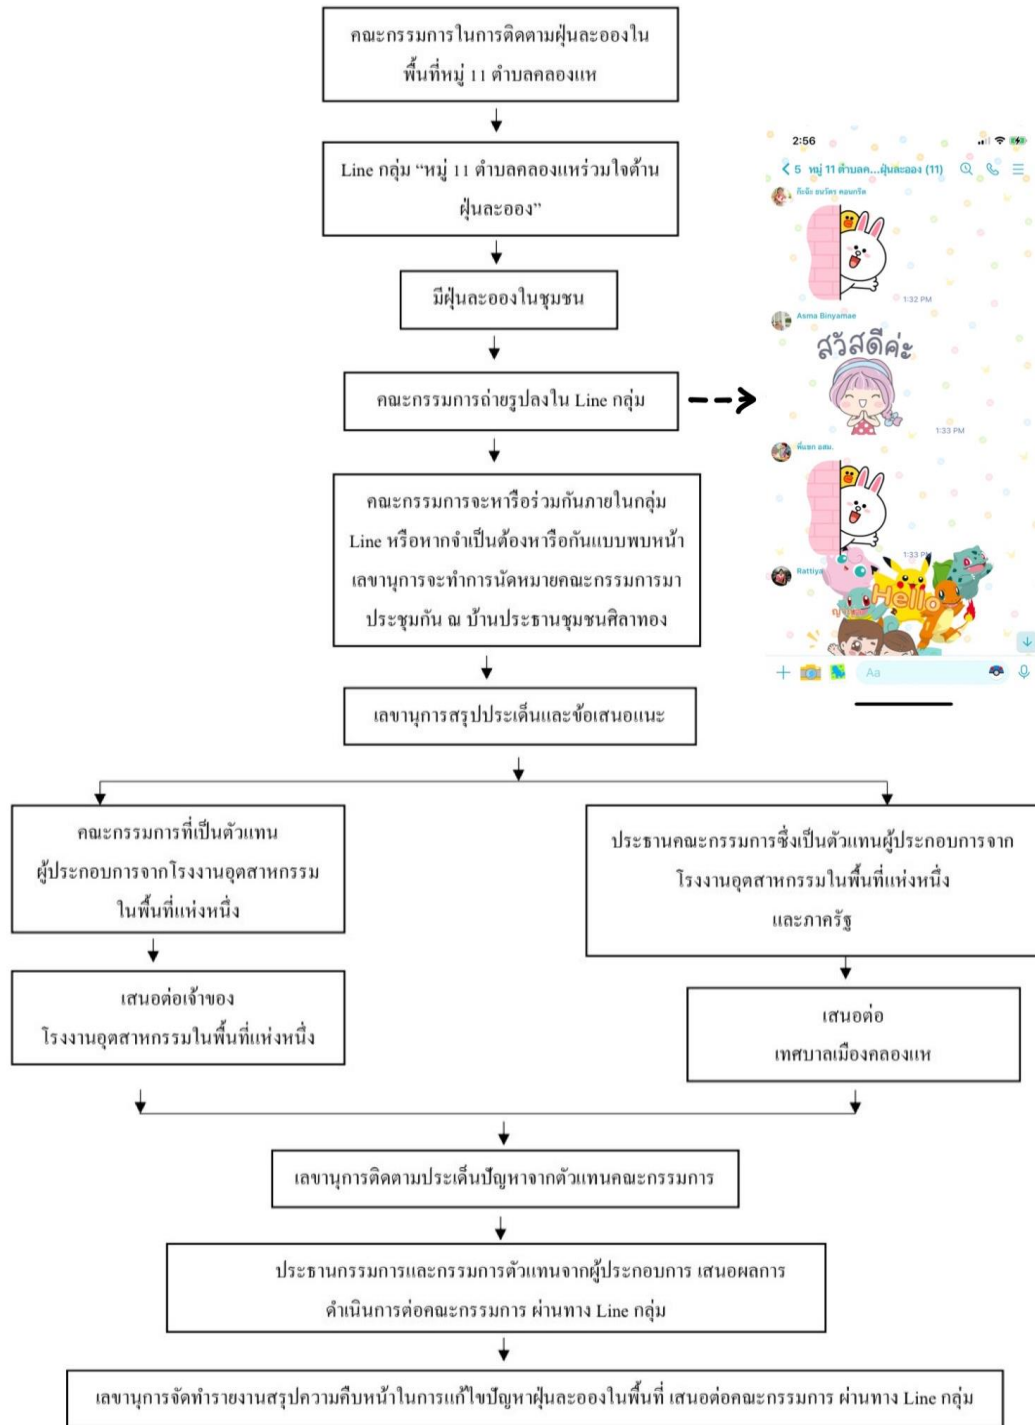 คณะกรรมการในการติดตามฝุ่นละอองใน
พื้นที่หมู่ 11 ตำบลคลองแห
Line กลุ่ม “หมู่ 11 ตำบลคลองแหร่วมใจต้าน
ฝุ่นละออง”
มีฝุ่นละอองในชุมชน
คณะกรรมการถ่ายรูปลงใน Line กลุ่ม
2:56
5 หมู่ 11 ตำบลค...ฝุ่นละออง (11)
1:32 PM
Asma Binyamae
สวัสดีค่ะ
1:33 PM
พี่แขก อสม.
1:33 PM
Rattiya
Hello
Aa
คณะกรรมการจะหารือร่วมกันภายในกลุ่ม
Line หรือหากจำเป็นต้องหารือกันแบบพบหน้า
เลขานุการจะทำการนัดหมายคณะกรรมการมา
ประชุมกัน ณ บ้านประธานชุมชนศิลาทอง
เลขานุการสรุปประเด็นและข้อเสนอแนะ
คณะกรรมการที่เป็นตัวแทน
ผู้ประกอบการจากโรงงานอุตสาหกรรม
ในพื้นที่แห่งหนึ่ง
ประธานคณะกรรมการซึ่งเป็นตัวแทนผู้ประกอบการจาก
โรงงานอุตสาหกรรมในพื้นที่แห่งหนึ่ง
และภาครัฐ
เสนอต่อเจ้าของ
โรงงานอุตสาหกรรมในพื้นที่แห่งหนึ่ง
เสนอต่อ
เทศบาลเมืองคลองแห
เลขานุการติดตามประเด็นปัญหาจากตัวแทนคณะกรรมการ
ประธานกรรมการและกรรมการตัวแทนจากผู้ประกอบการ เสนอผลการ
ดำเนินการต่อคณะกรรมการ ผ่านทาง Line กลุ่ม
เลขานุการจัดทำรายงานสรุปความคืบหน้าในการแก้ไขปัญหาฝุ่นละอองในพื้นที่ เสนอต่อคณะกรรมการ ผ่านทาง Line กลุ่ม